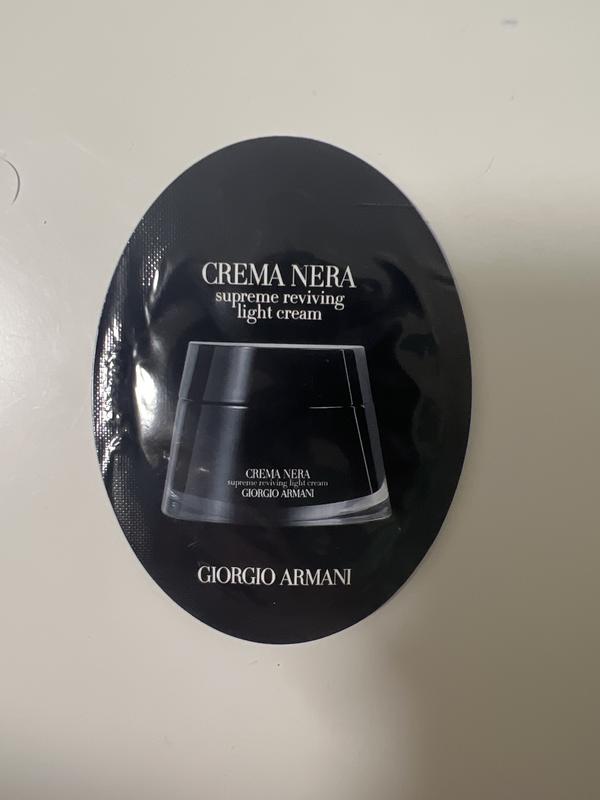 CREMA NERA
supreme reviving
light cream
CREMA NERA
supreme reviving light cream
GIORGIO ARMANI
GIORGIO ARMANI